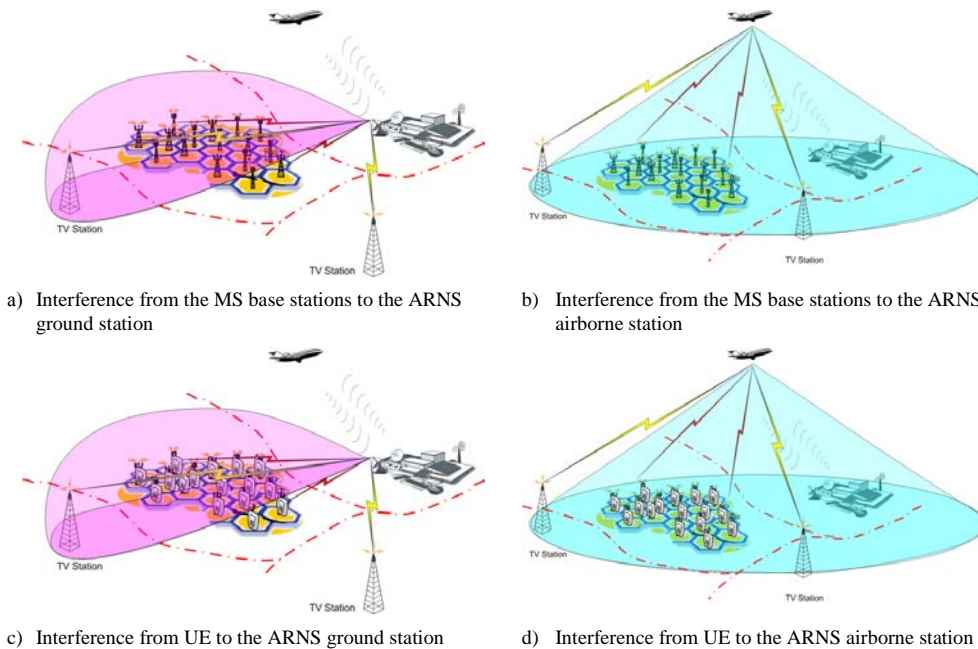 TV Station
TV Station
a) Interference from the MS base stations to the ARNS
ground station
TV Station
TV Station
b) Interference from the MS base stations to the ARNS
airborne station
TV Station
TV Station
c) Interference from UE to the ARNS ground station
TV Station
TV Station
d) Interference from UE to the ARNS airborne station